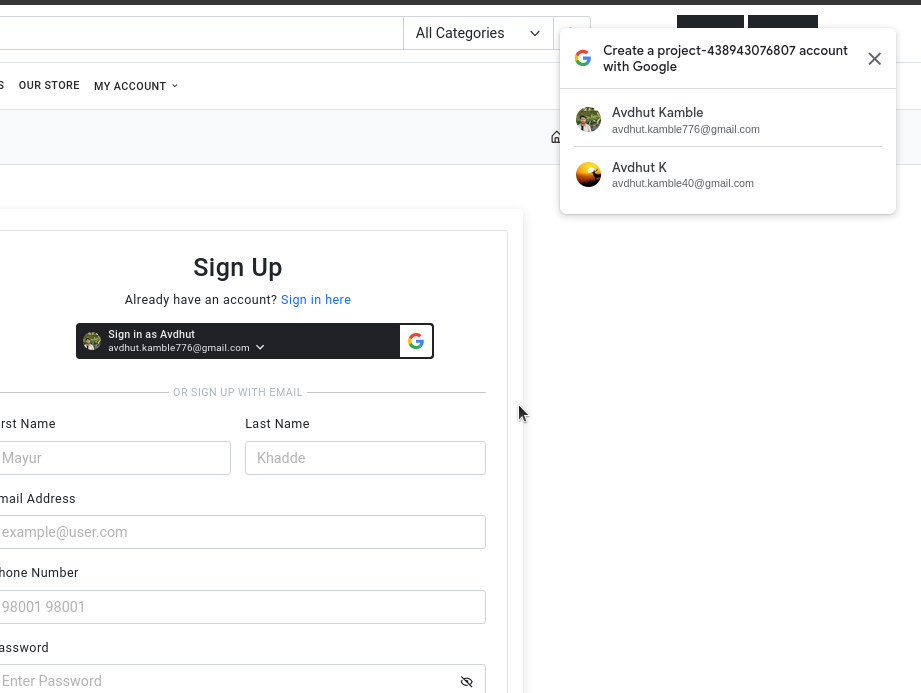 All Categories
OUR STORE
MY ACCOUNT
Create a project-438943076807 account
with Google
Avdhut Kamble
avdhut.kamble776@gmail.com
Avdhut K
avdhut.kamble40@gmail.com
Sign Up
Already have an account? Sign in here
Sign in as Avdhut
avdhut.kamble776@gmail.com
OR SIGN UP WITH EMAIL
rst Name
Last Name
Mayur
Khadde
mail Address
example@user.com
hone Number
98001 98001
assword
Enter Password